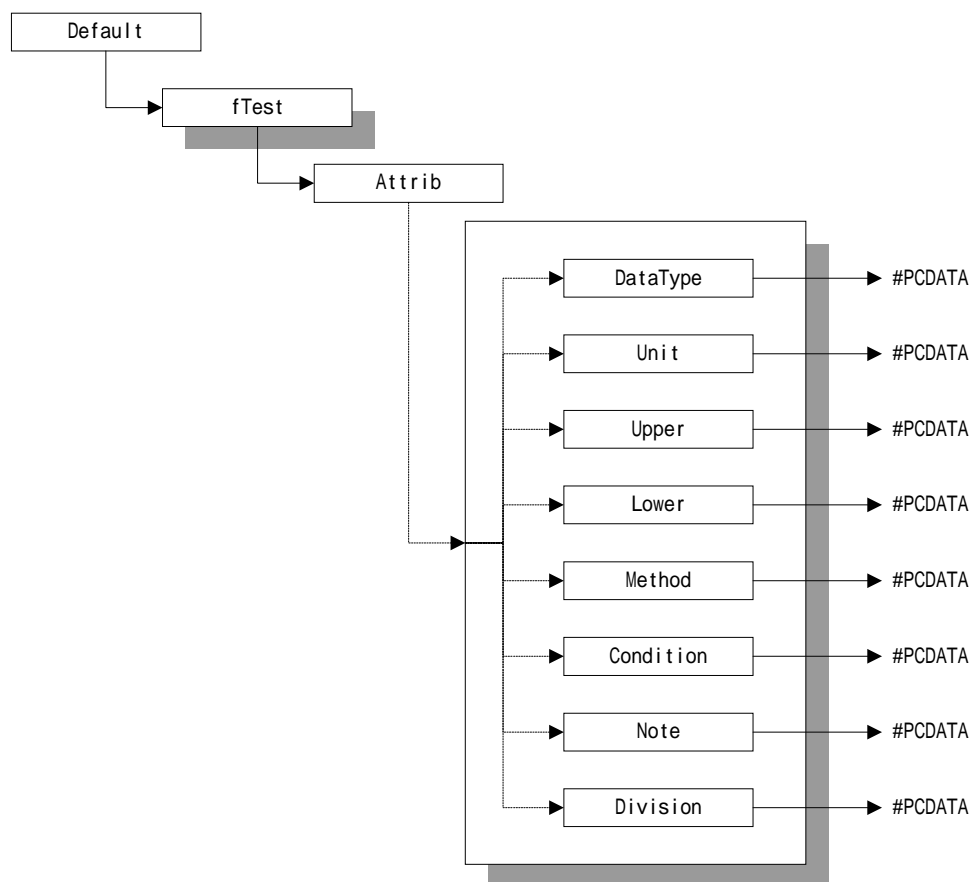 Default
fTest
Attrib
DataType #PCDATA
Unit #PCDATA
Upper #PCDATA
Lower #PCDATA
Method #PCDATA
Condition #PCDATA
Note #PCDATA
Division #PCDATA